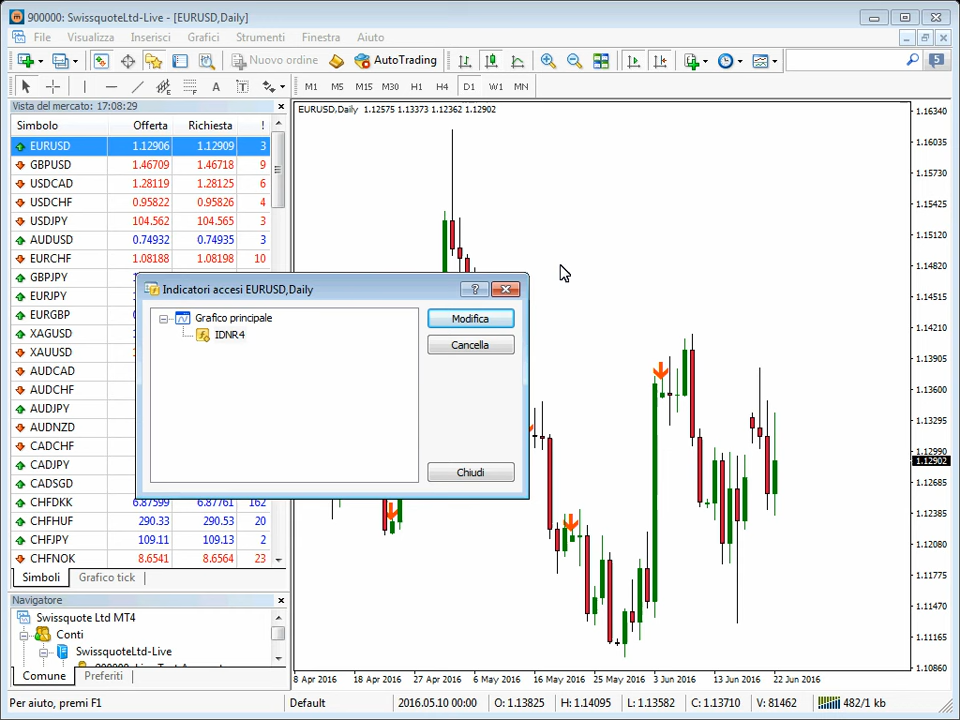 900000: SwissquoteLtd-Live - [EURUSD,Daily]
File Visualizza Inserisci Grafici Strumenti Finestra Aiuto
Nuovo ordine AutoTrading 5
A T M1 M5 M15 M30 H1 H4 D1 W1 MN
Vista del mercato: 17:08:29
Simbolo Offerta Richiesta !
EURUSD 1.12906 1.12909 3
GBPUSD 1.46709 1.46718 9
USDCAD 1.28119 1.28125 6
USDCHF 0.95822 0.95826 4
USDJPY 104.562 104.565 3
AUDUSD 0.74932 0.74935 3
EURCHF 1.08188 1.08198 10
GBPJPY
EURJPY
EURGBP
XAGUSD
XAUUSD
AUDCAD
AUDCHF
AUDJPY
AUDNZD
CADCHF
CADJPY
CADSGD
CHFDKK 6.87599 6.87761 162
CHFHUF 290.33 290.53 20
CHFJPY 109.11 109.13 2
CHFNOK 8.6541 8.6564 23
Simboli Grafico tick
Navigatore
Swissquote Ltd MT4
Conti
SwissquoteLtd-Live
Comune Preferiti
EURUSD,Daily 1.12575 1.13373 1.12362 1.12902
Indicatori accesi EURUSD,Daily
?
Grafico principale
IDNR4
Modifica
Cancella
Chiudi
1.16340
1.16035
1.15730
1.15425
1.15120
1.14820
1.14515
1.14210
1.13905
1.13600
1.13295
1.12990
1.12902
1.12685
1.12385
1.12080
1.11775
1.11470
1.11165
1.10860
8 Apr 2016 18 Apr 2016 27 Apr 2016 6 May 2016 16 May 2016 25 May 2016 3 Jun 2016 13 Jun 2016 22 Jun 2016
Per aiuto, premi F1 Default 2016.05.10 00:00 O: 1.13825 H: 1.14095 L: 1.13582 C: 1.13710 V: 81462 482/1 kb